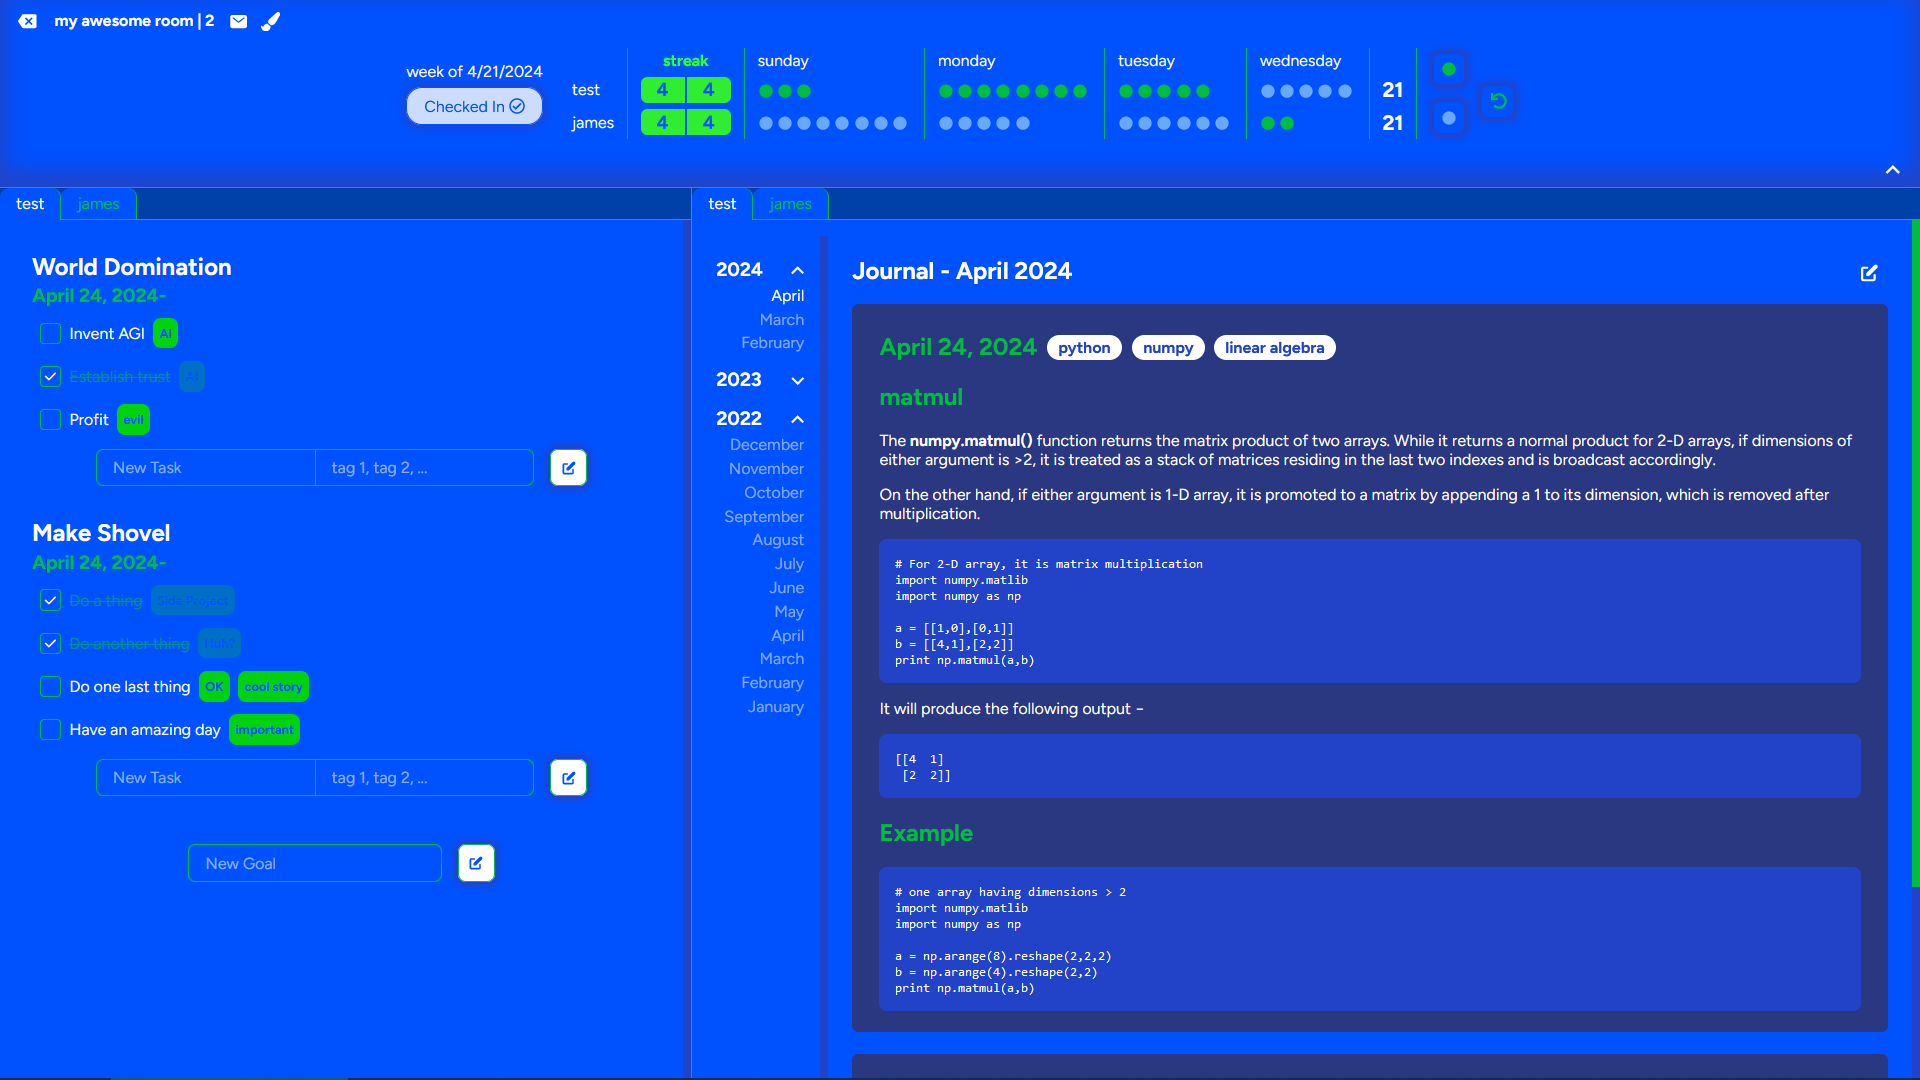 my awesome room | 2
week of 4/21/2024
Checked In
streak
sunday
monday
tuesday
wednesday
test
4 4
21
james
4 4
21
test
james
World Domination
April 24, 2024-
Invent AGI AI
Establish trust AI
Profit evil
New Task
tag 1, tag 2, ...
Make Shovel
April 24, 2024-
Do a thing Side Project
Do another thing Huh?
Do one last thing OK cool story
Have an amazing day important
New Task
tag 1, tag 2, ...
New Goal
test
james
2024
April
March
February
2023
2022
December
November
October
September
August
July
June
May
April
March
February
January
Journal - April 2024
April 24, 2024 python numpy linear algebra
matmul
The numpy.matmul() function returns the matrix product of two arrays. While it returns a normal product for 2-D arrays, if dimensions of
either argument is >2, it is treated as a stack of matrices residing in the last two indexes and is broadcast accordingly.
On the other hand, if either argument is 1-D array, it is promoted to a matrix by appending a 1 to its dimension, which is removed after
multiplication.
# For 2-D array, it is matrix multiplication
import numpy.matlib
import numpy as np
a = [[1,0],[0,1]]
b = [[4,1],[2,2]]
print np.matmul(a,b)
It will produce the following output −
[[4  1]
 [2  2]]
Example
# one array having dimensions > 2
import numpy.matlib
import numpy as np
a = np.arange(8).reshape(2,2,2)
b = np.arange(4).reshape(2,2)
print np.matmul(a,b)